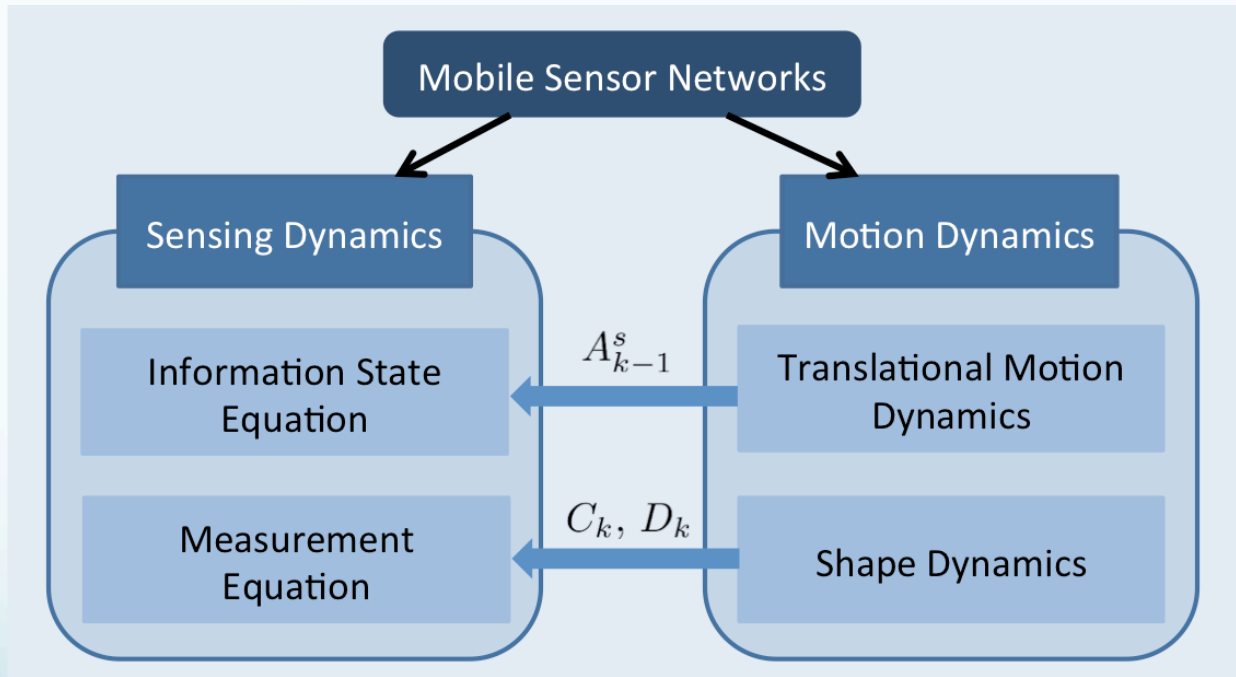 Mobile Sensor Networks
Sensing Dynamics
Motion Dynamics
Information State
Equation
$A_{k-1}^{s}$
Translational Motion
Dynamics
Measurement
Equation
$C_k, D_k$
Shape Dynamics